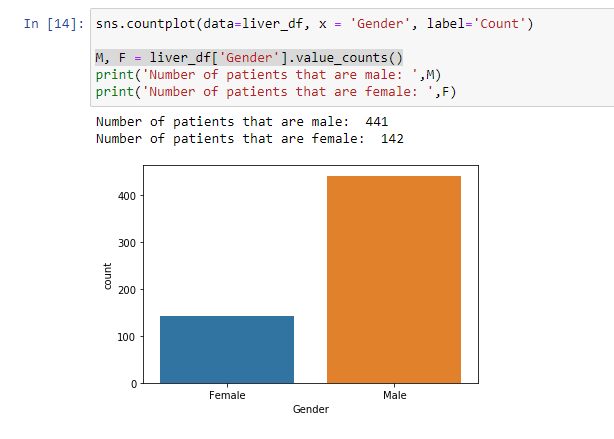 In [14]: sns.countplot(data=liver_df, x = 'Gender', label='Count')
M, F = liver_df['Gender'].value_counts()
print('Number of patients that are male: ',M)
print('Number of patients that are female: ',F)
Number of patients that are male:  441
Number of patients that are female:  142
400
300
200
100
0
count
Female Male
Gender